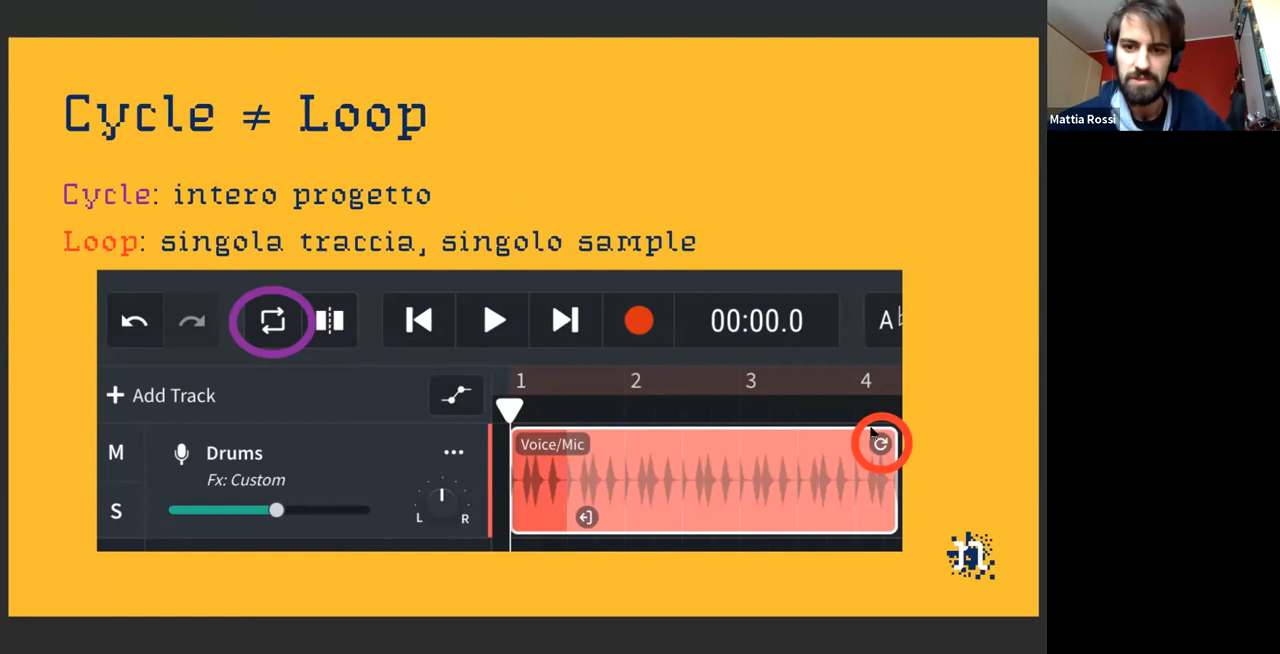 Cycle ≠ Loop
Cycle: intero progetto
Loop: singola traccia, singolo sample
00:00.0
A♭
1 2 3 4
+ Add Track
Voice/Mic
M
Drums
Fx: Custom
S
L R
n
Mattia Rossi